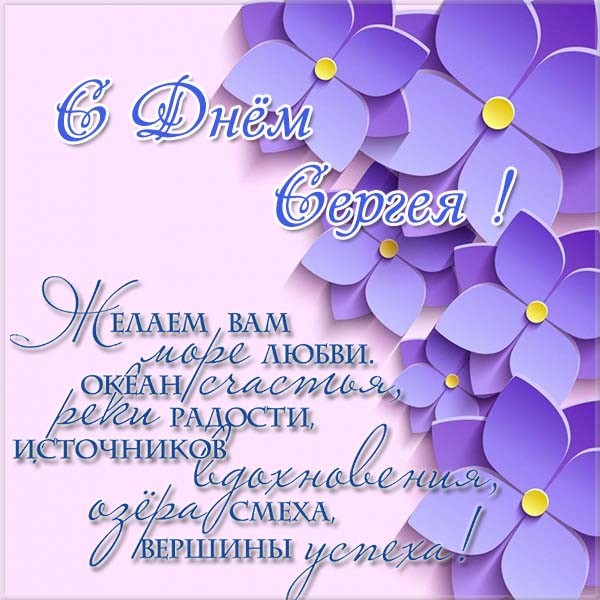 С Днём
Сергея !
Желаем вам
море любви.
океан счастья,
реки радости,
источников
вдохновения,
озёра смеха,
вершины успеха!